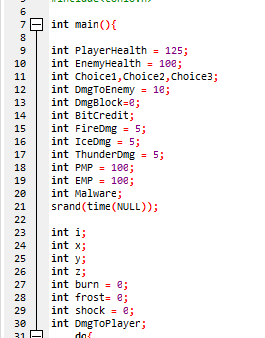 5 #include<conio.h>
6
7 int main(){
8
9 int PlayerHealth = 125;
10 int EnemyHealth = 100;
11 int Choice1,Choice2,Choice3;
12 int DmgToEnemy = 10;
13 int DmgBlock=0;
14 int BitCredit;
15 int FireDmg = 5;
16 int IceDmg = 5;
17 int ThunderDmg = 5;
18 int PMP = 100;
19 int EMP = 100;
20 int Malware;
21 srand(time(NULL));
22
23 int i;
24 int x;
25 int y;
26 int z;
27 int burn = 0;
28 int frost= 0;
29 int shock = 0;
30 int DmgToPlayer;
31 do{